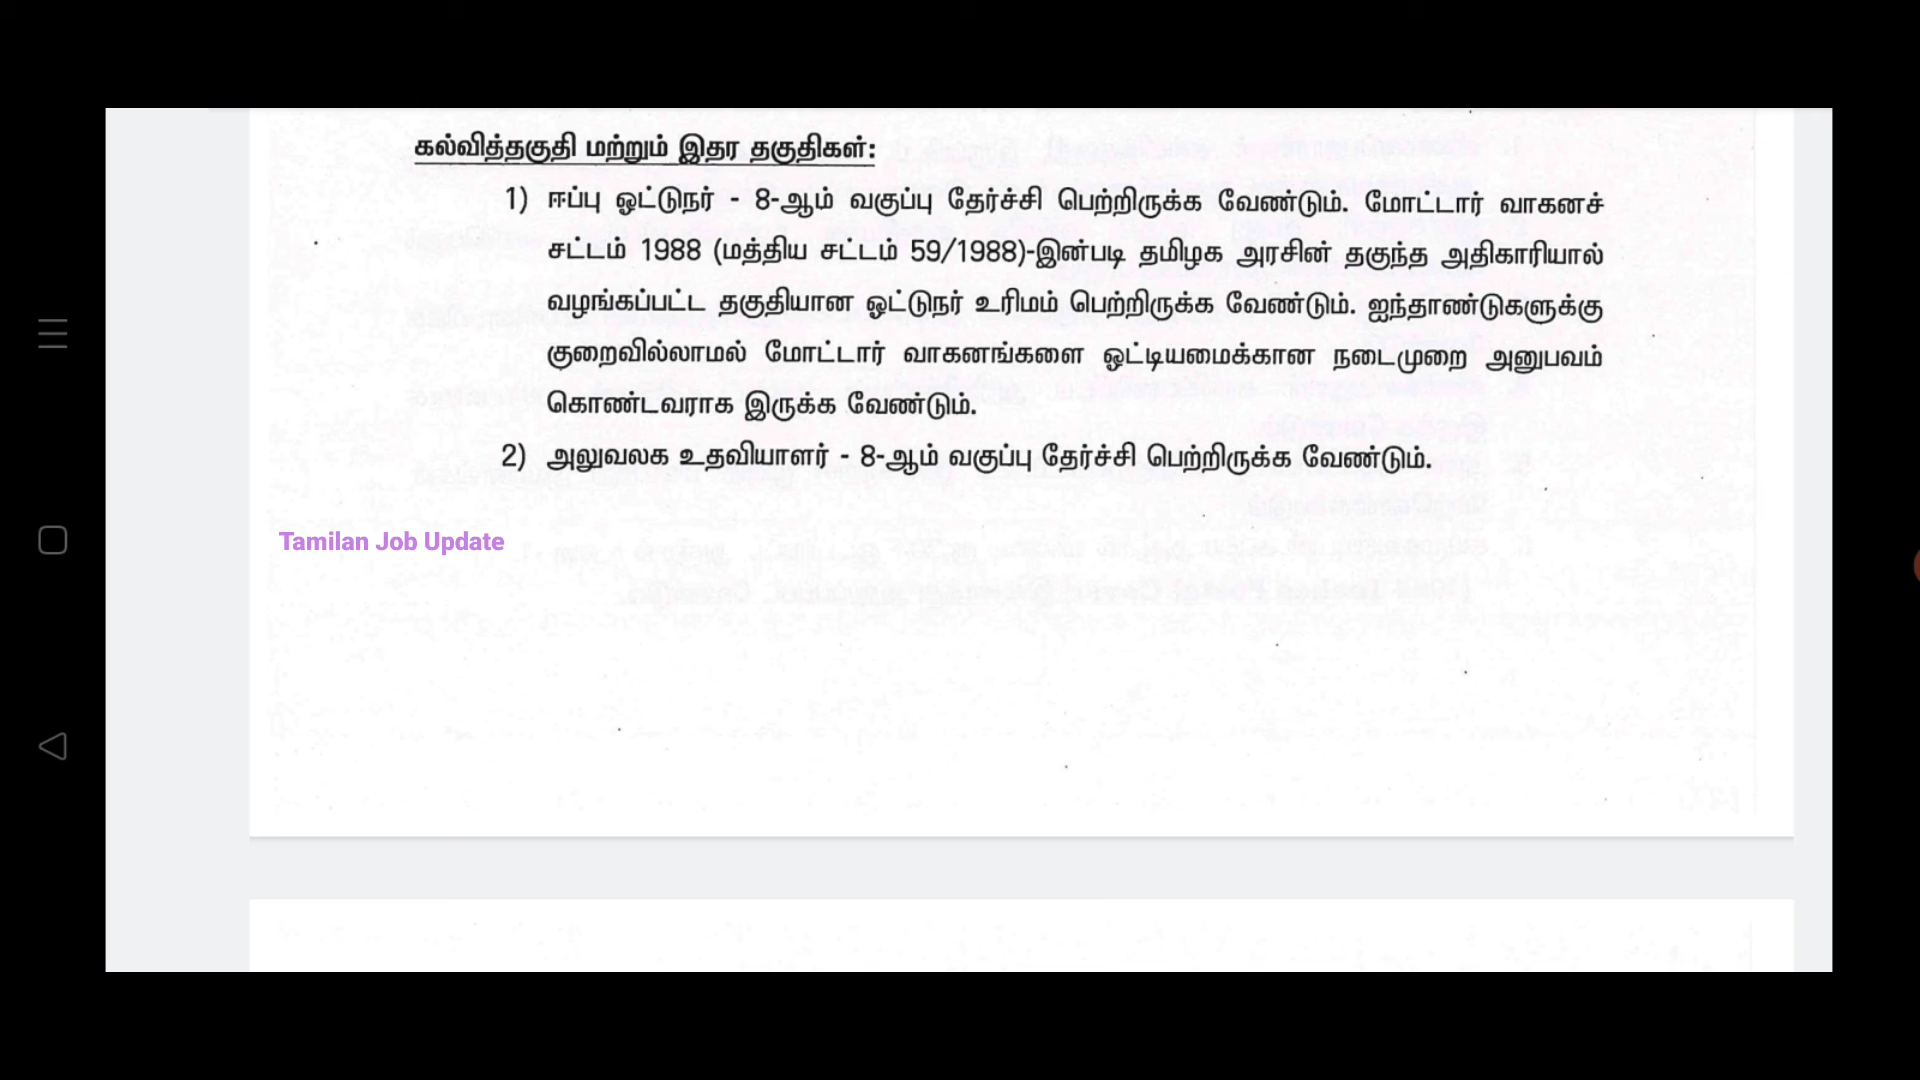 கல்வித்தகுதி மற்றும் இதர தகுதிகள்:
1) ஈப்பு ஓட்டுநர் - 8-ஆம் வகுப்பு தேர்ச்சி பெற்றிருக்க வேண்டும். மோட்டார் வாகனச்
சட்டம் 1988 (மத்திய சட்டம் 59/1988)-இன்படி தமிழக அரசின் தகுந்த அதிகாரியால்
வழங்கப்பட்ட தகுதியான ஓட்டுநர் உரிமம் பெற்றிருக்க வேண்டும். ஐந்தாண்டுகளுக்கு
குறைவில்லாமல் மோட்டார் வாகனங்களை ஓட்டியமைக்கான நடைமுறை அனுபவம்
கொண்டவராக இருக்க வேண்டும்.
2) அலுவலக உதவியாளர் - 8-ஆம் வகுப்பு தேர்ச்சி பெற்றிருக்க வேண்டும்.
Tamilan Job Update